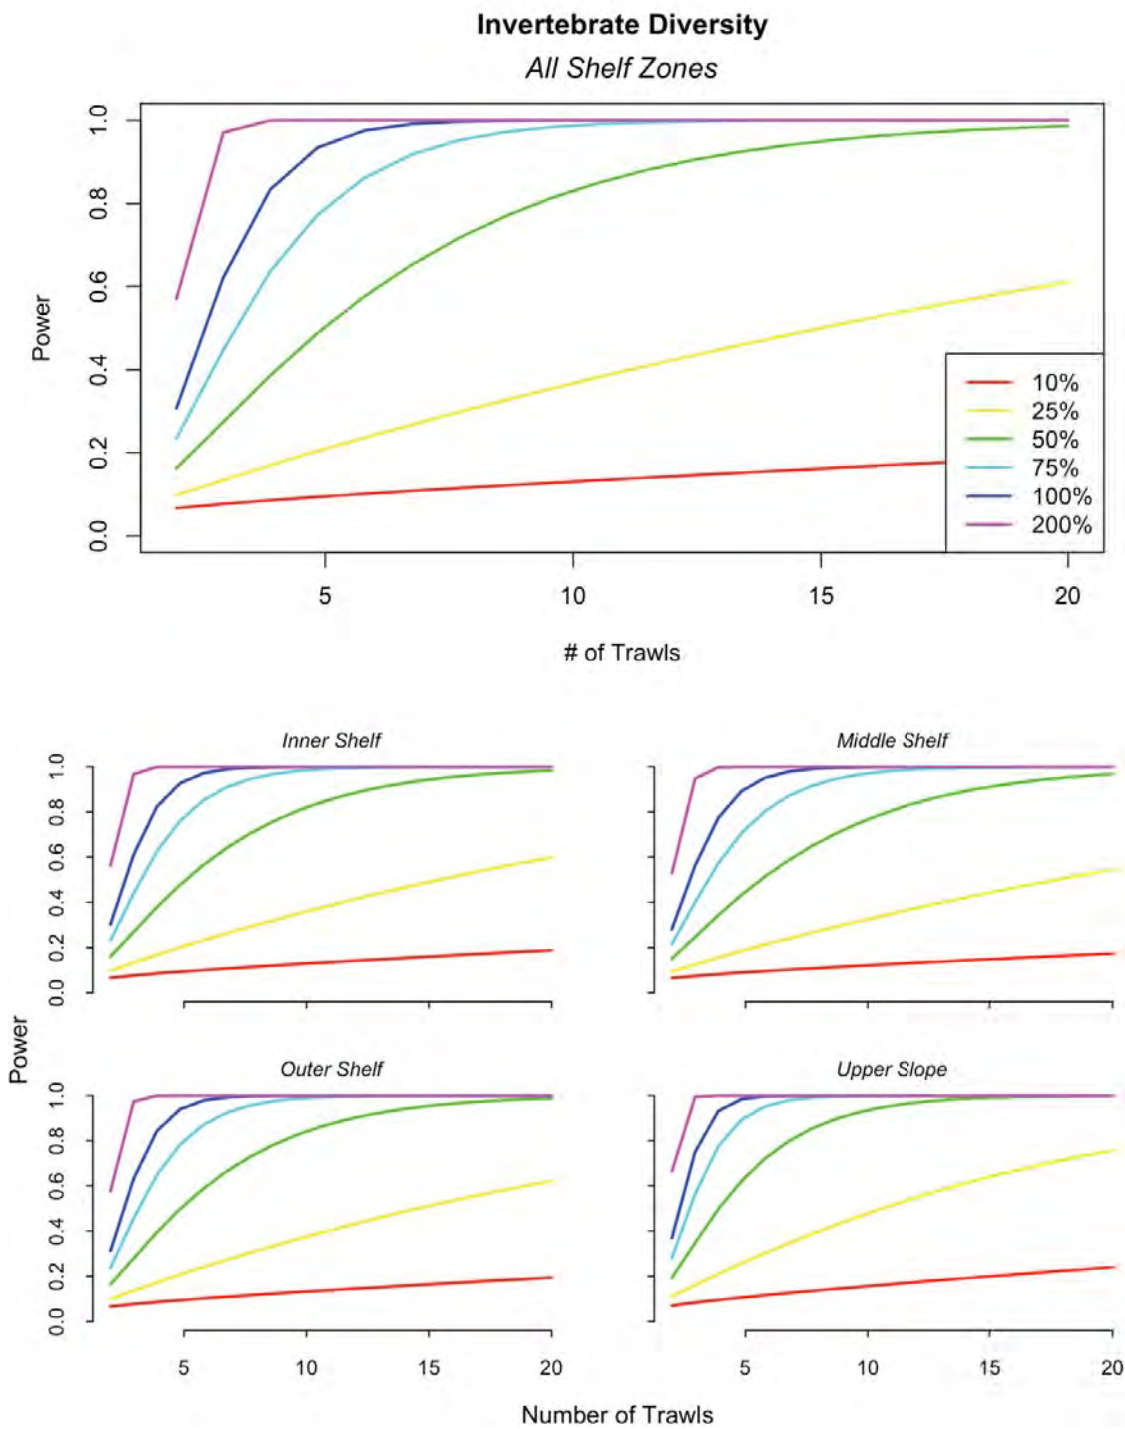 Invertebrate Diversity
All Shelf Zones
1.0
0.8
0.6
0.4
0.2
0.0
Power
10%
25%
50%
75%
100%
200%
5 10 15 20
# of Trawls
Inner Shelf
1.0
0.8
0.6
0.4
0.2
0.0
Middle Shelf
Power
Outer Shelf
1.0
0.8
0.6
0.4
0.2
0.0
5 10 15 20
Upper Slope
5 10 15 20
Number of Trawls